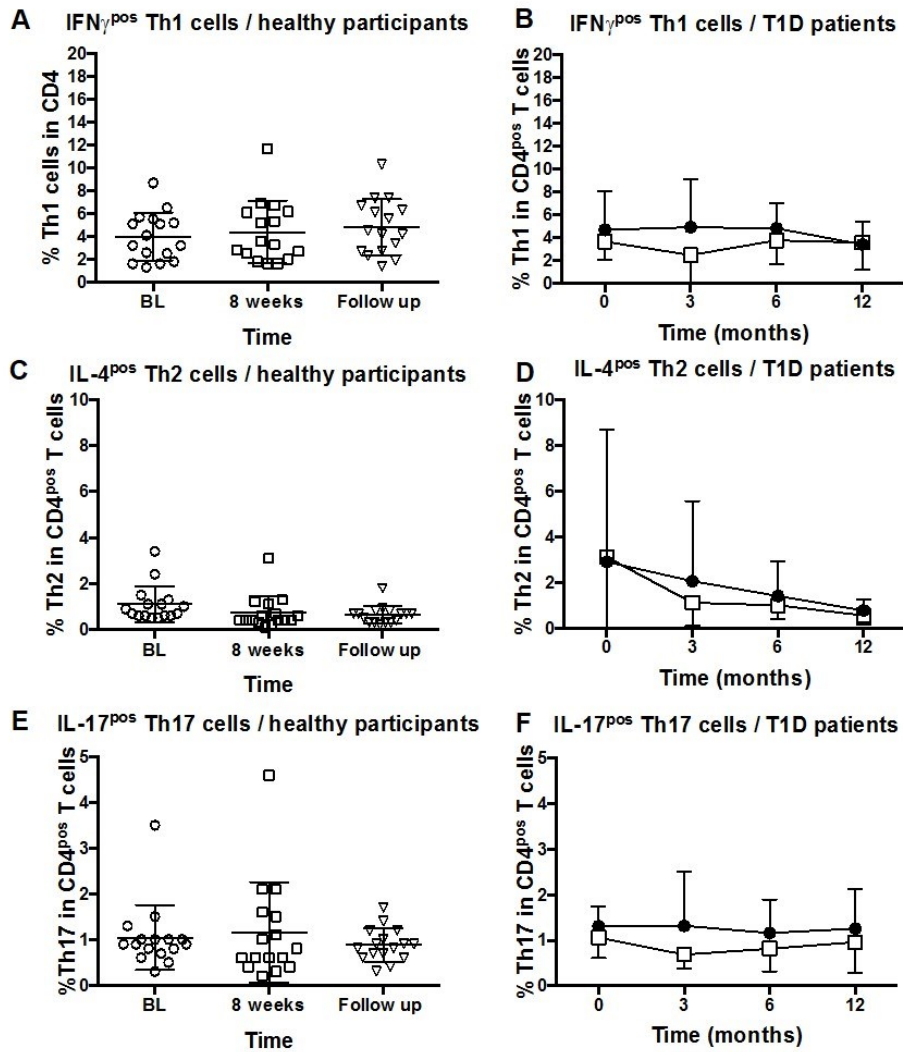 A IFNγpos Th1 cells / healthy participants
% Th1 cells in CD4
20
18
16
14
12
10
8
6
4
2
0
BL 8 weeks Follow up
Time
B IFNγpos Th1 cells / T1D patients
% Th1 in CD4pos T cells
20
18
16
14
12
10
8
6
4
2
0
0 3 6 12
Time (months)
C IL-4pos Th2 cells / healthy participants
% Th2 in CD4pos T cells
10
8
6
4
2
0
BL 8 weeks Follow up
Time
D IL-4pos Th2 cells / T1D patients
% Th2 in CD4pos T cells
10
8
6
4
2
0
0 3 6 12
Time (months)
E IL-17pos Th17 cells / healthy participants
% Th17 in CD4pos T cells
5
4
3
2
1
0
BL 8 weeks Follow up
Time
F IL-17pos Th17 cells / T1D patients
% Th17 in CD4pos T cells
5
4
3
2
1
0
0 3 6 12
Time (months)